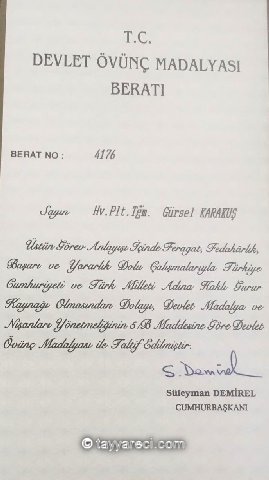 T.C.
DEVLET ÖVÜNÇ MADALYASI
BERATI
BERAT NO : 4176
Sayın Hv.Plt.Tğm. Gürsel KARAKUŞ
Üstün Görev Anlayışı İçinde Feragat, Fedakârlık,
Başarı ve Yararlık Dolu Çalışmalarıyla Türkiye
Cumhuriyeti ve Türk Milleti Adına Haklı Gurur
Kaynağı Olmasından Dolayı, Devlet Madalya ve
Nişanları Yönetmeliğinin 5/B Maddesine Göre Devlet
Övünç Madalyası ile Taltif Edilmiştir.
S. Demirel
Süleyman DEMİREL
CUMHURBAŞKANI
© tayyareci.com